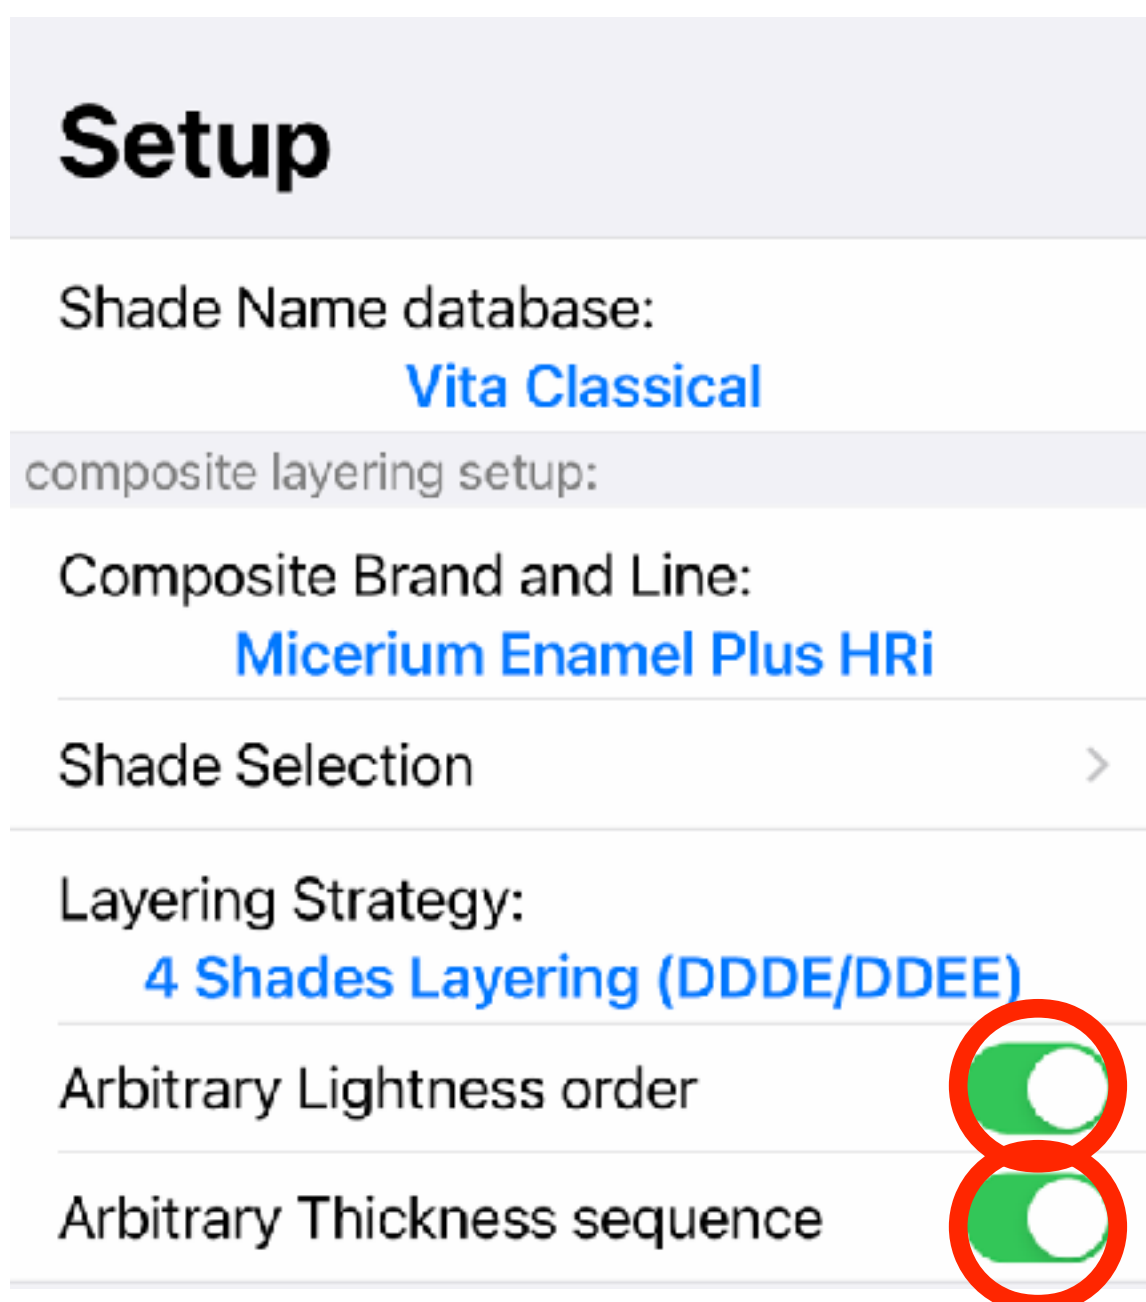 Setup
Shade Name database:
Vita Classical
composite layering setup:
Composite Brand and Line:
Micerium Enamel Plus HRi
Shade Selection
Layering Strategy:
4 Shades Layering (DDDE/DDEE)
Arbitrary Lightness order
Arbitrary Thickness sequence